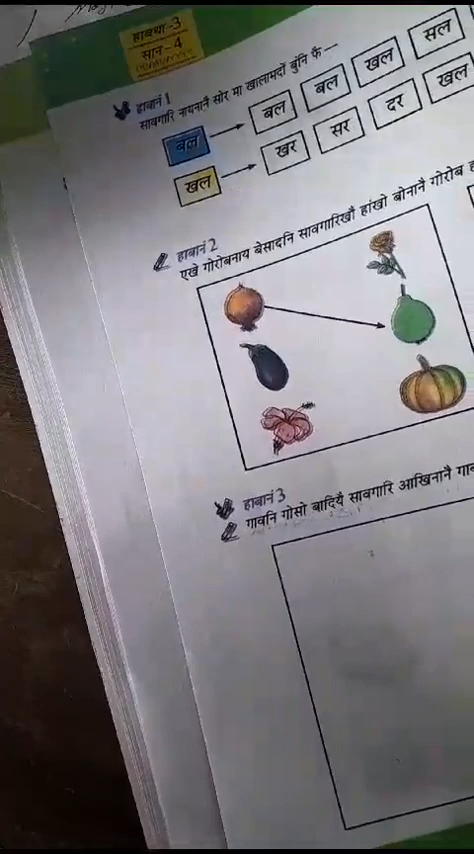 हाबथा-3
सान-4
हाबानं 1
सावगारि नायनानै सोर मा खालामदों बुंनि फै—
बल बल बल खल सल
खल खर सर दर खल
हाबानं 2
एखे गोरोबनाय बेसादनि सावगारिखौ हांखो बोनानै गोरोब
हाबानं 3
गावनि गोसो बादियै सावगारि आखिनानै